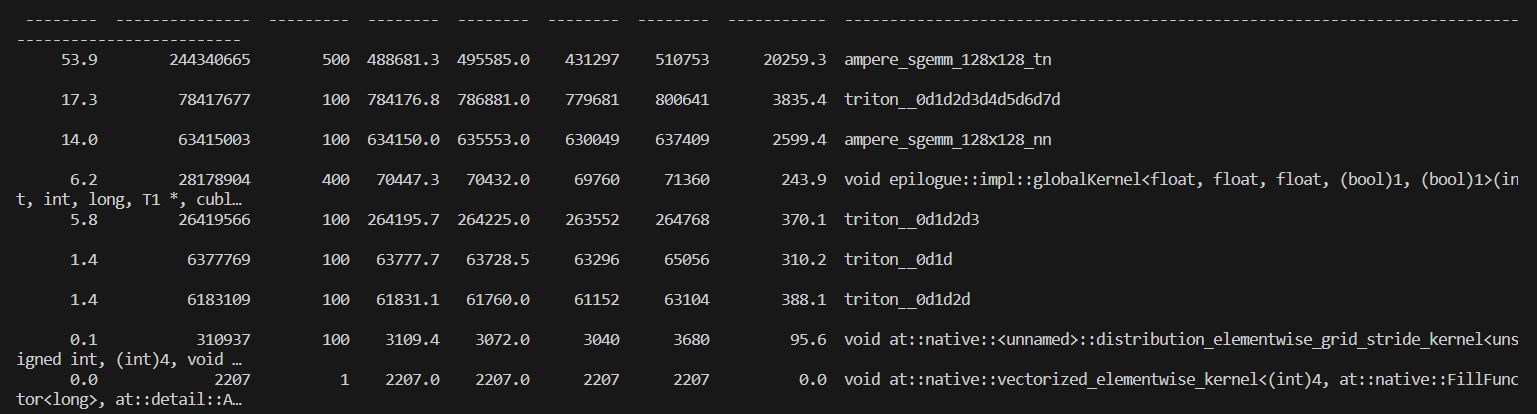 -------- --------------- --------- -------- -------- -------- -------- ----------- ---------------------------------------------------------------------------
-------------------------
53.9 244340665 500 488681.3 495585.0 431297 510753 20259.3 ampere_sgemm_128x128_tn
17.3 78417677 100 784176.8 786881.0 779681 800641 3835.4 triton__0d1d2d3d4d5d6d7d
14.0 63415003 100 634150.0 635553.0 630049 637409 2599.4 ampere_sgemm_128x128_nn
6.2 28178904 400 70447.3 70432.0 69760 71360 243.9 void epilogue::impl::globalKernel<float, float, float, (bool)1, (bool)1>(in
t, int, long, T1 *, cubl…
5.8 26419566 100 264195.7 264225.0 263552 264768 370.1 triton__0d1d2d3
1.4 6377769 100 63777.7 63728.5 63296 65056 310.2 triton__0d1d
1.4 6183109 100 61831.1 61760.0 61152 63104 388.1 triton__0d1d2d
0.1 310937 100 3109.4 3072.0 3040 3680 95.6 void at::native::<unnamed>::distribution_elementwise_grid_stride_kernel<uns
igned int, (int)4, void …
0.0 2207 1 2207.0 2207.0 2207 2207 0.0 void at::native::vectorized_elementwise_kernel<(int)4, at::native::FillFunc
tor<long>, at::detail::A…